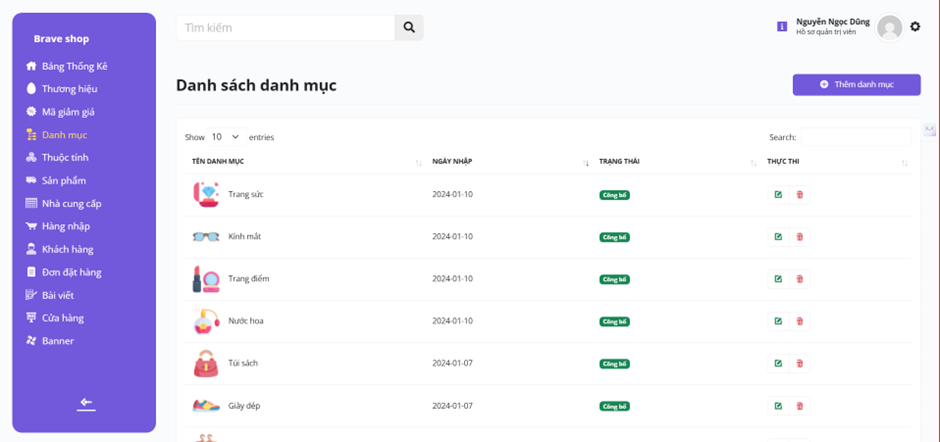 Brave shop
Bảng Thống Kê
Thương hiệu
Mã giảm giá
Danh mục
Thuộc tính
Sản phẩm
Nhà cung cấp
Hàng nhập
Khách hàng
Đơn đặt hàng
Bài viết
Cửa hàng
Banner
Tìm kiếm
Nguyễn Ngọc Dũng
Hồ sơ quản trị viên
Danh sách danh mục
Thêm danh mục
Show 10 entries
Search:
TÊN DANH MỤC NGÀY NHẬP TRẠNG THÁI THỰC THI
Trang sức 2024-01-10 Công bố
Kính mắt 2024-01-10 Công bố
Trang điểm 2024-01-10 Công bố
Nước hoa 2024-01-10 Công bố
Túi sách 2024-01-07 Công bố
Giày dép 2024-01-07 Công bố